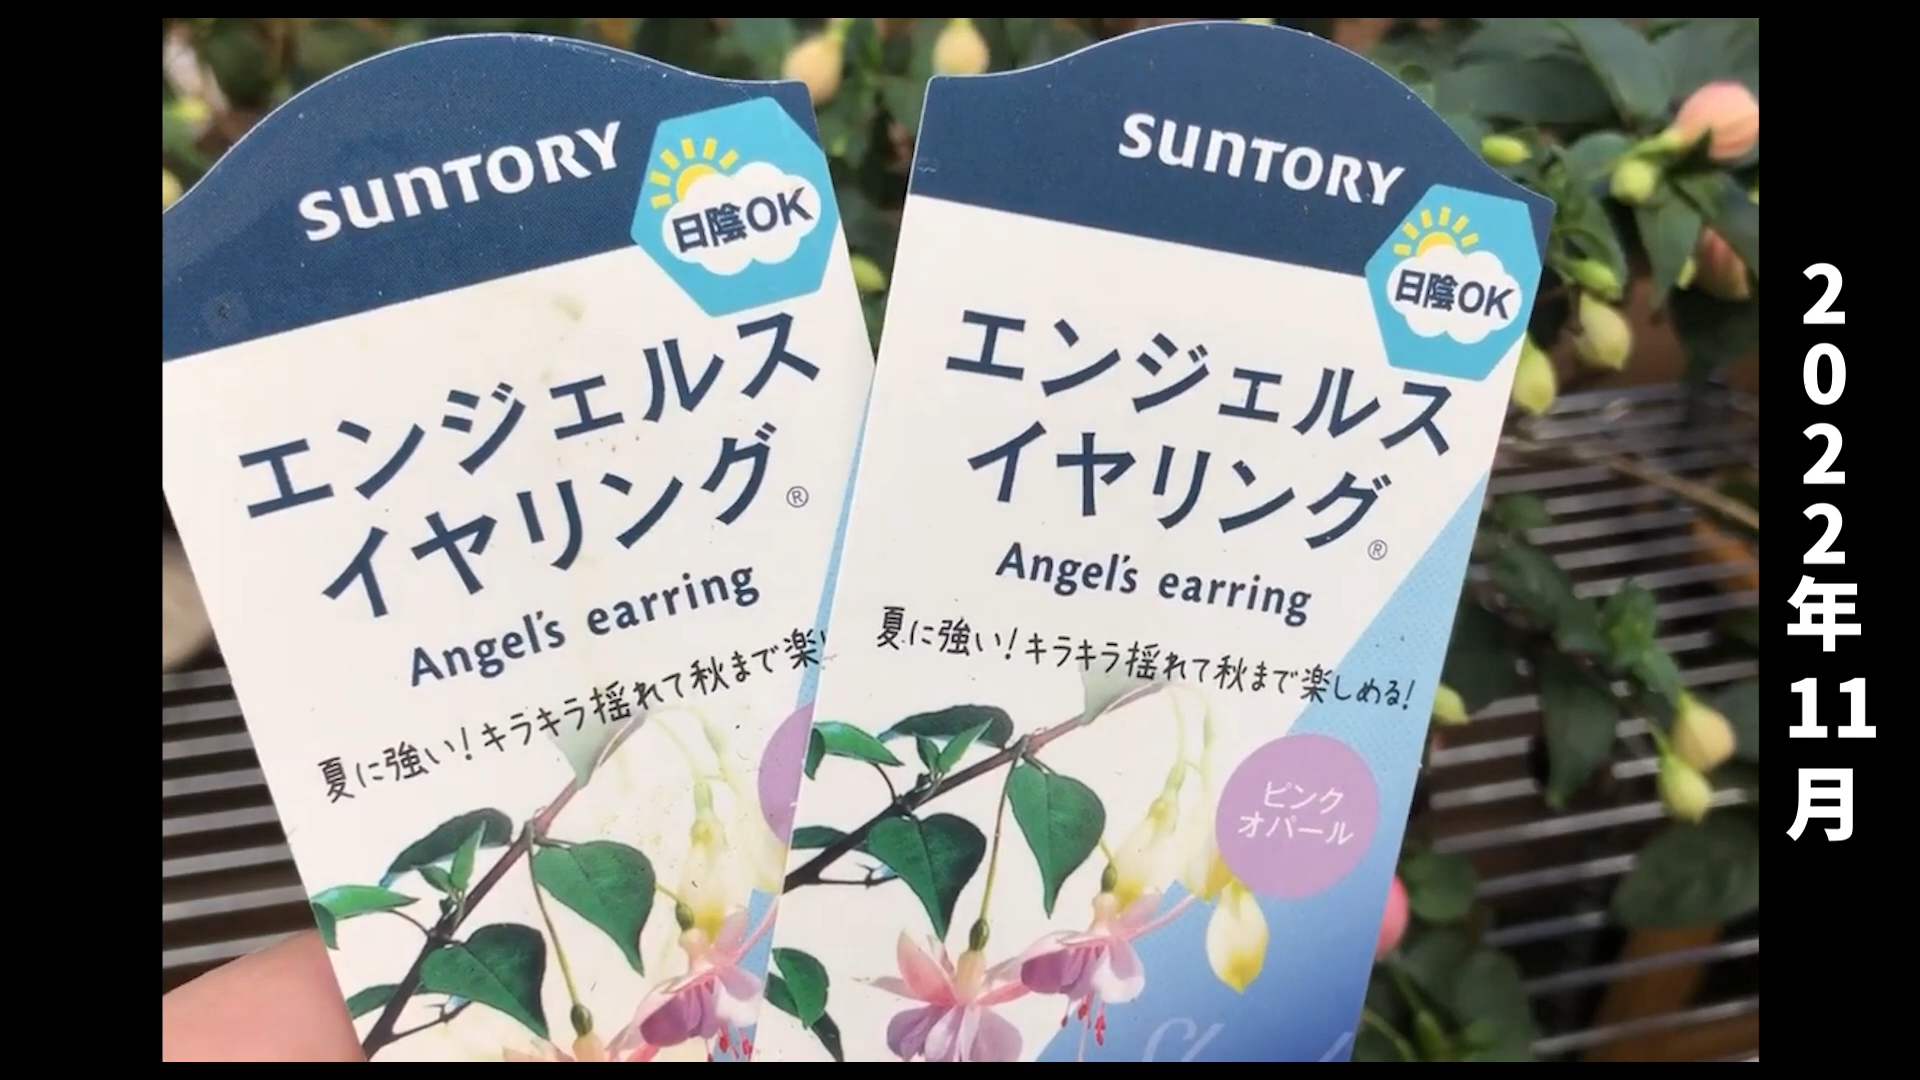 SUNTORY
日陰OK
エンジェルス
イヤリング®
Angel's earring
夏に強い!キラキラ揺れて秋まで楽
SUNTORY
日陰OK
エンジェルス
イヤリング®
Angel's earring
夏に強い!キラキラ揺れて秋まで楽しめる!
ピンク
オパール
2022年11月